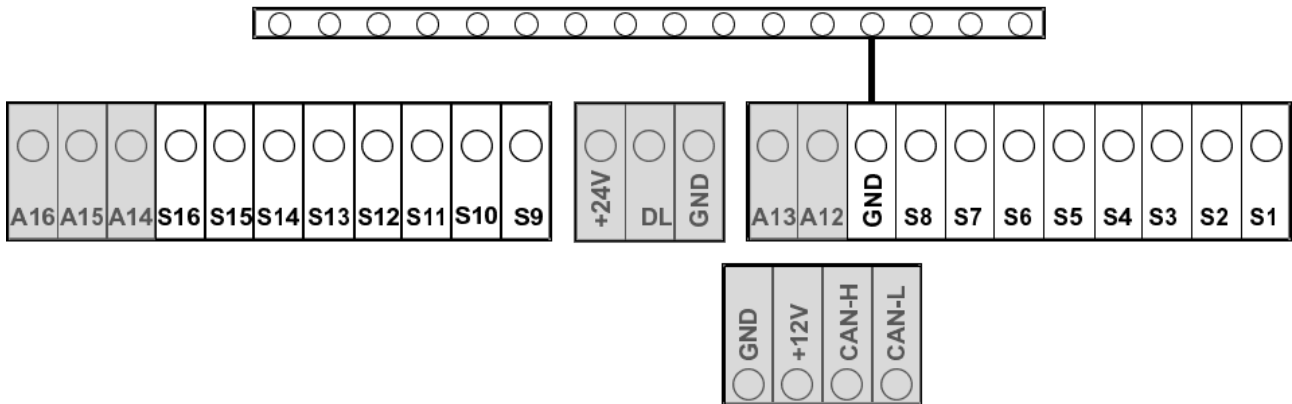 A16 A15 A14 S16 S15 S14 S13 S12 S11 S10 S9
+24V DL GND
A13 A12 GND S8 S7 S6 S5 S4 S3 S2 S1
GND +12V CAN-H CAN-L